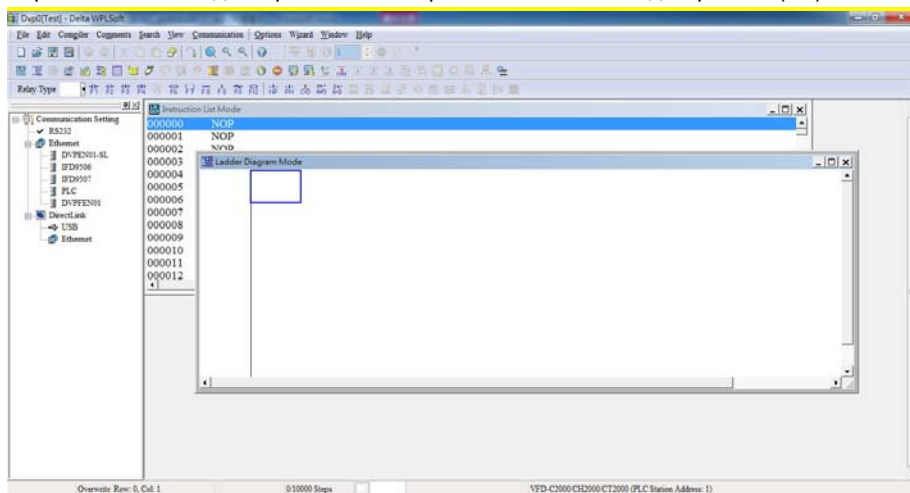 Dvp0[Test] - Delta WPLSoft
File Edit Compiler Comments Search View Communication Options Wizard Window Help
Relay Type
Communication Setting
RS232
Ethernet
DVPEN01-SL
IFD9506
IFD9507
PLC
DVPFEN01
DirectLink
USB
Ethernet
Instruction List Mode
000000 NOP
000001 NOP
000002 NOP
000003
000004
000005
000006
000007
000008
000009
000010
000011
000012
Ladder Diagram Mode
Overwrite Row: 0, Col: 1
0/10000 Steps
VFD-C2000/CH2000/CT2000 (PLC Station Address: 1)